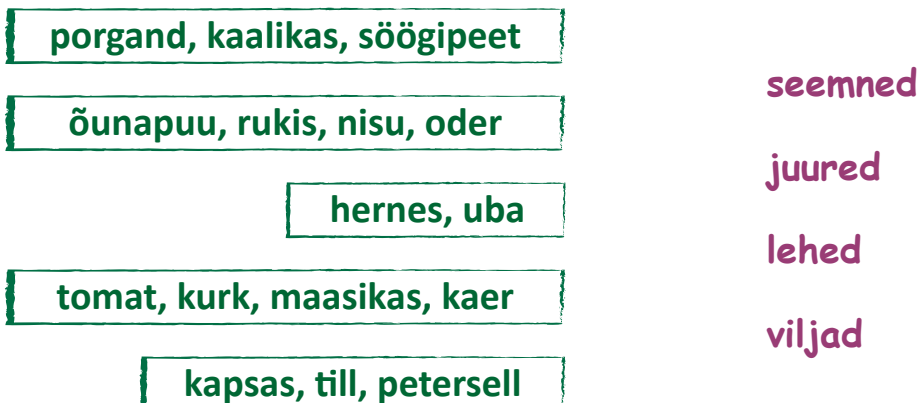 porgand, kaalikas, söögipeet
seemned
õunapuu, rukis, nisu, oder
juured
hernes, uba
lehed
tomat, kurk, maasikas, kaer
viljad
kapsas, till, petersell